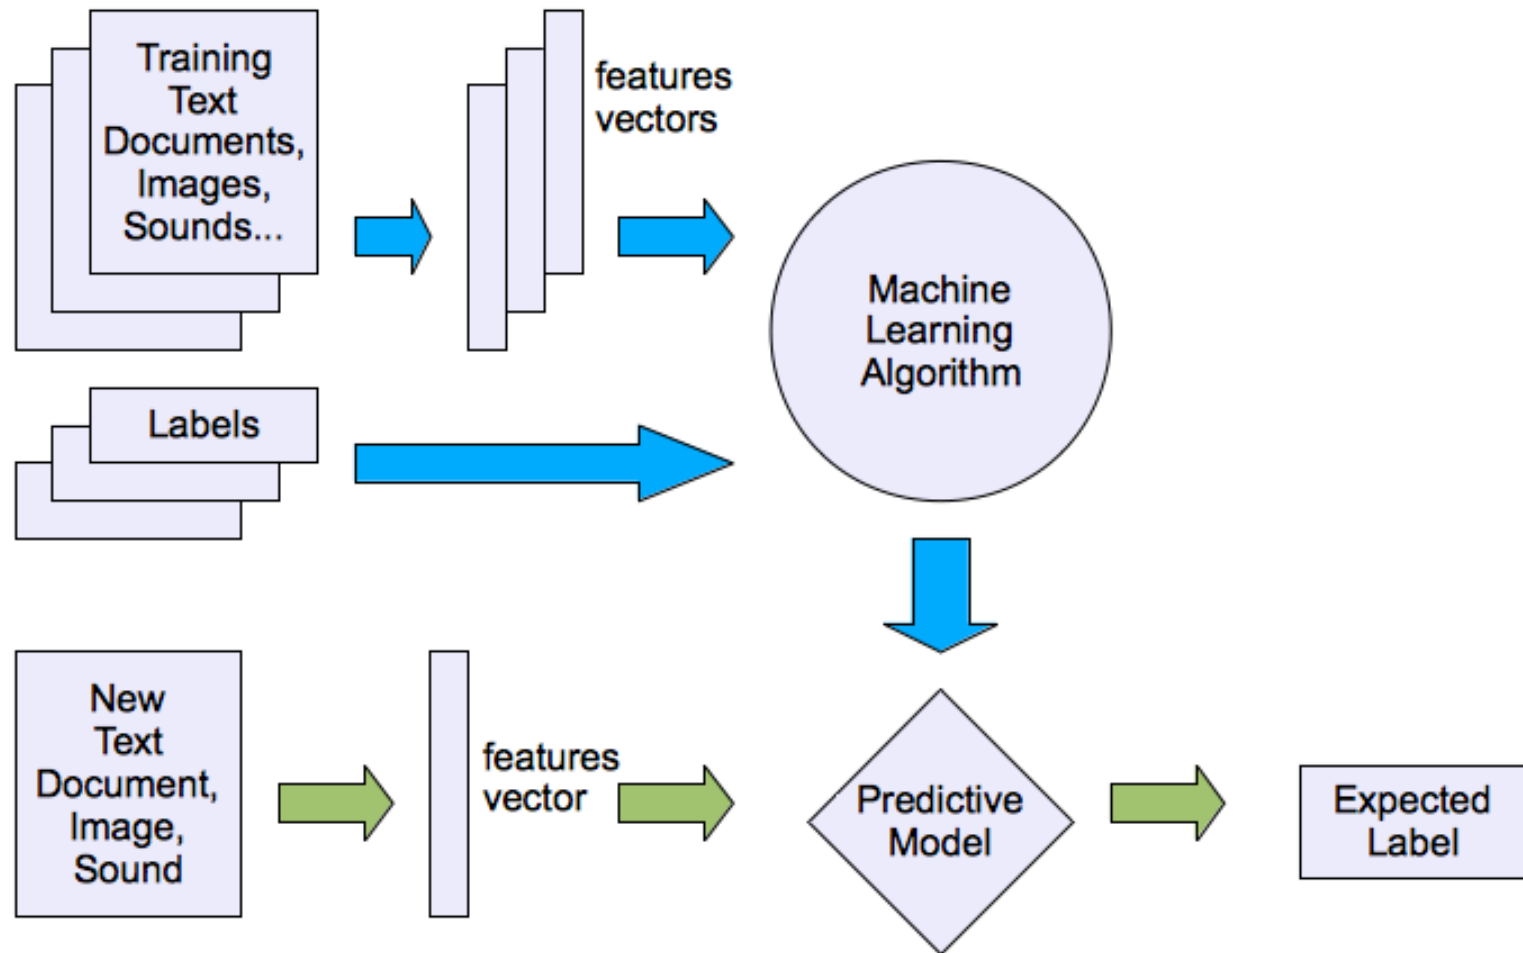 Training
Text
Documents,
Images,
Sounds...
features
vectors
Machine
Learning
Algorithm
Labels
New
Text
Document,
Image,
Sound
features
vector
Predictive
Model
Expected
Label